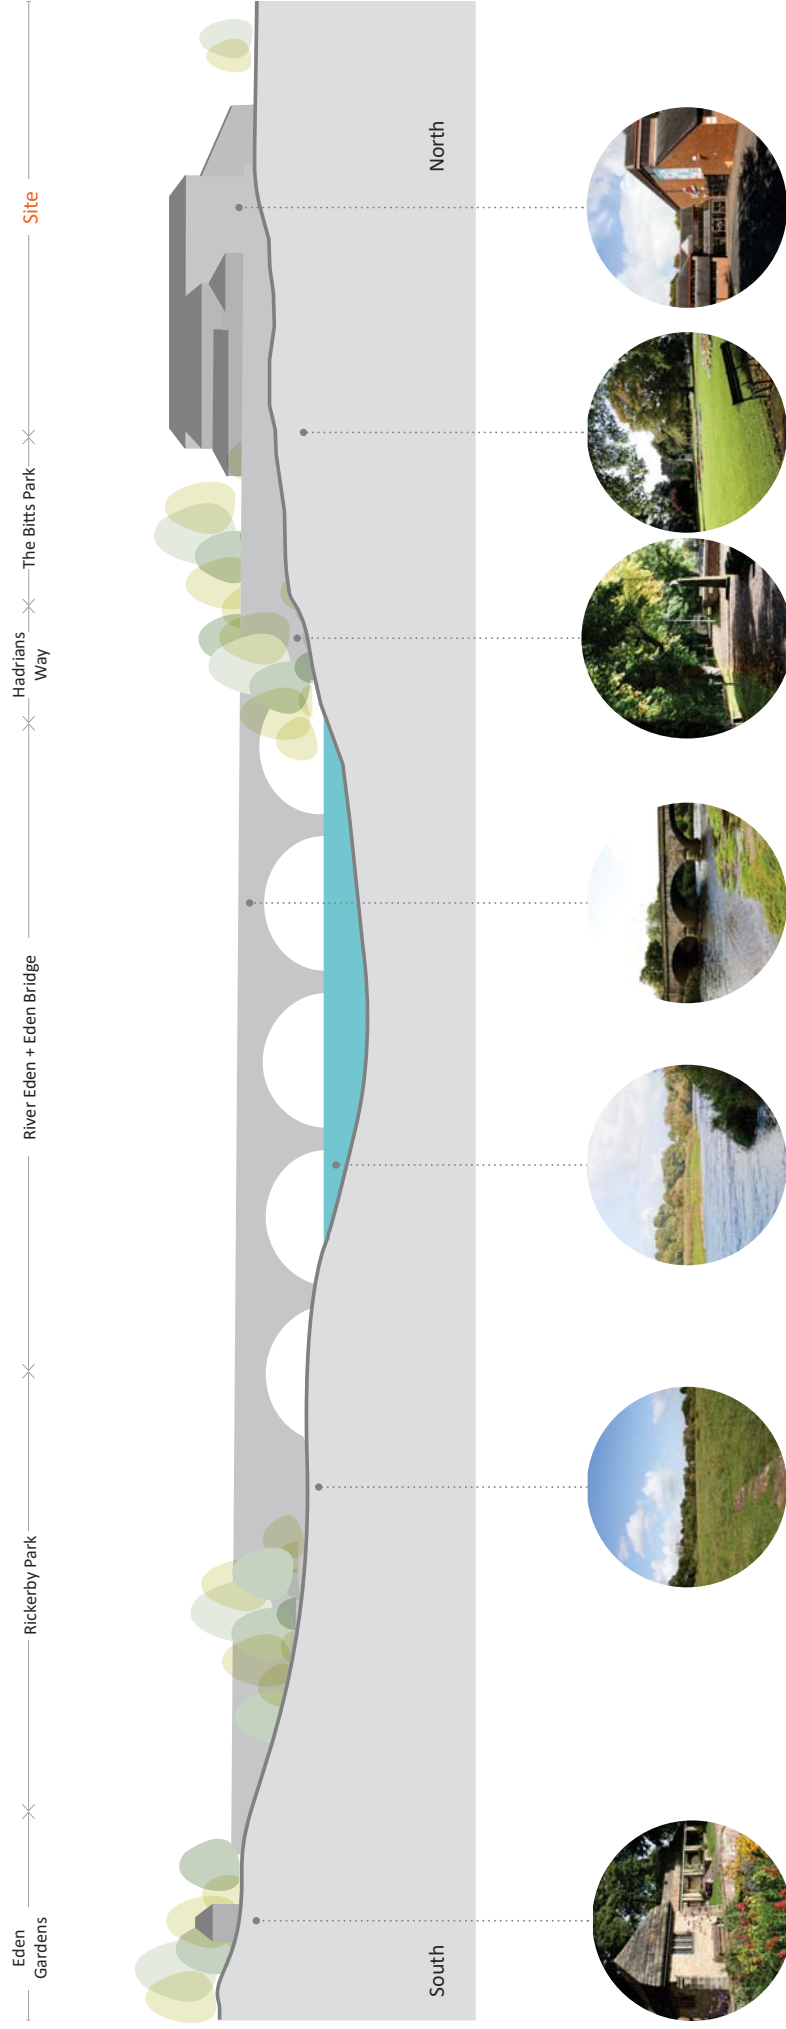 Eden
Gardens
Rickerby Park
River Eden + Eden Bridge
Hadrians
Way
The Bitts Park
Site
South
North